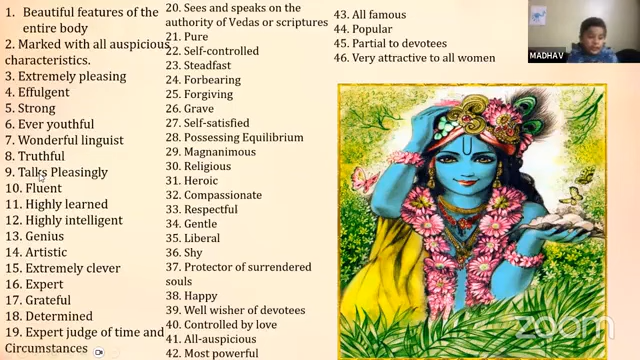 1. Beautiful features of the
entire body
2. Marked with all auspicious
characteristics.
3. Extremely pleasing
4. Effulgent
5. Strong
6. Ever youthful
7. Wonderful linguist
8. Truthful
9. Talks Pleasingly
10. Fluent
11. Highly learned
12. Highly intelligent
13. Genius
14. Artistic
15. Extremely clever
16. Expert
17. Grateful
18. Determined
19. Expert judge of time and
Circumstances
20. Sees and speaks on the
authority of Vedas or scriptures
21. Pure
22. Self-controlled
23. Steadfast
24. Forbearing
25. Forgiving
26. Grave
27. Self-satisfied
28. Possessing Equilibrium
29. Magnanimous
30. Religious
31. Heroic
32. Compassionate
33. Respectful
34. Gentle
35. Liberal
36. Shy
37. Protector of surrendered
souls
38. Happy
39. Well wisher of devotees
40. Controlled by love
41. All-auspicious
42. Most powerful
43. All famous
44. Popular
45. Partial to devotees
46. Very attractive to all women
MADHAV
zoom